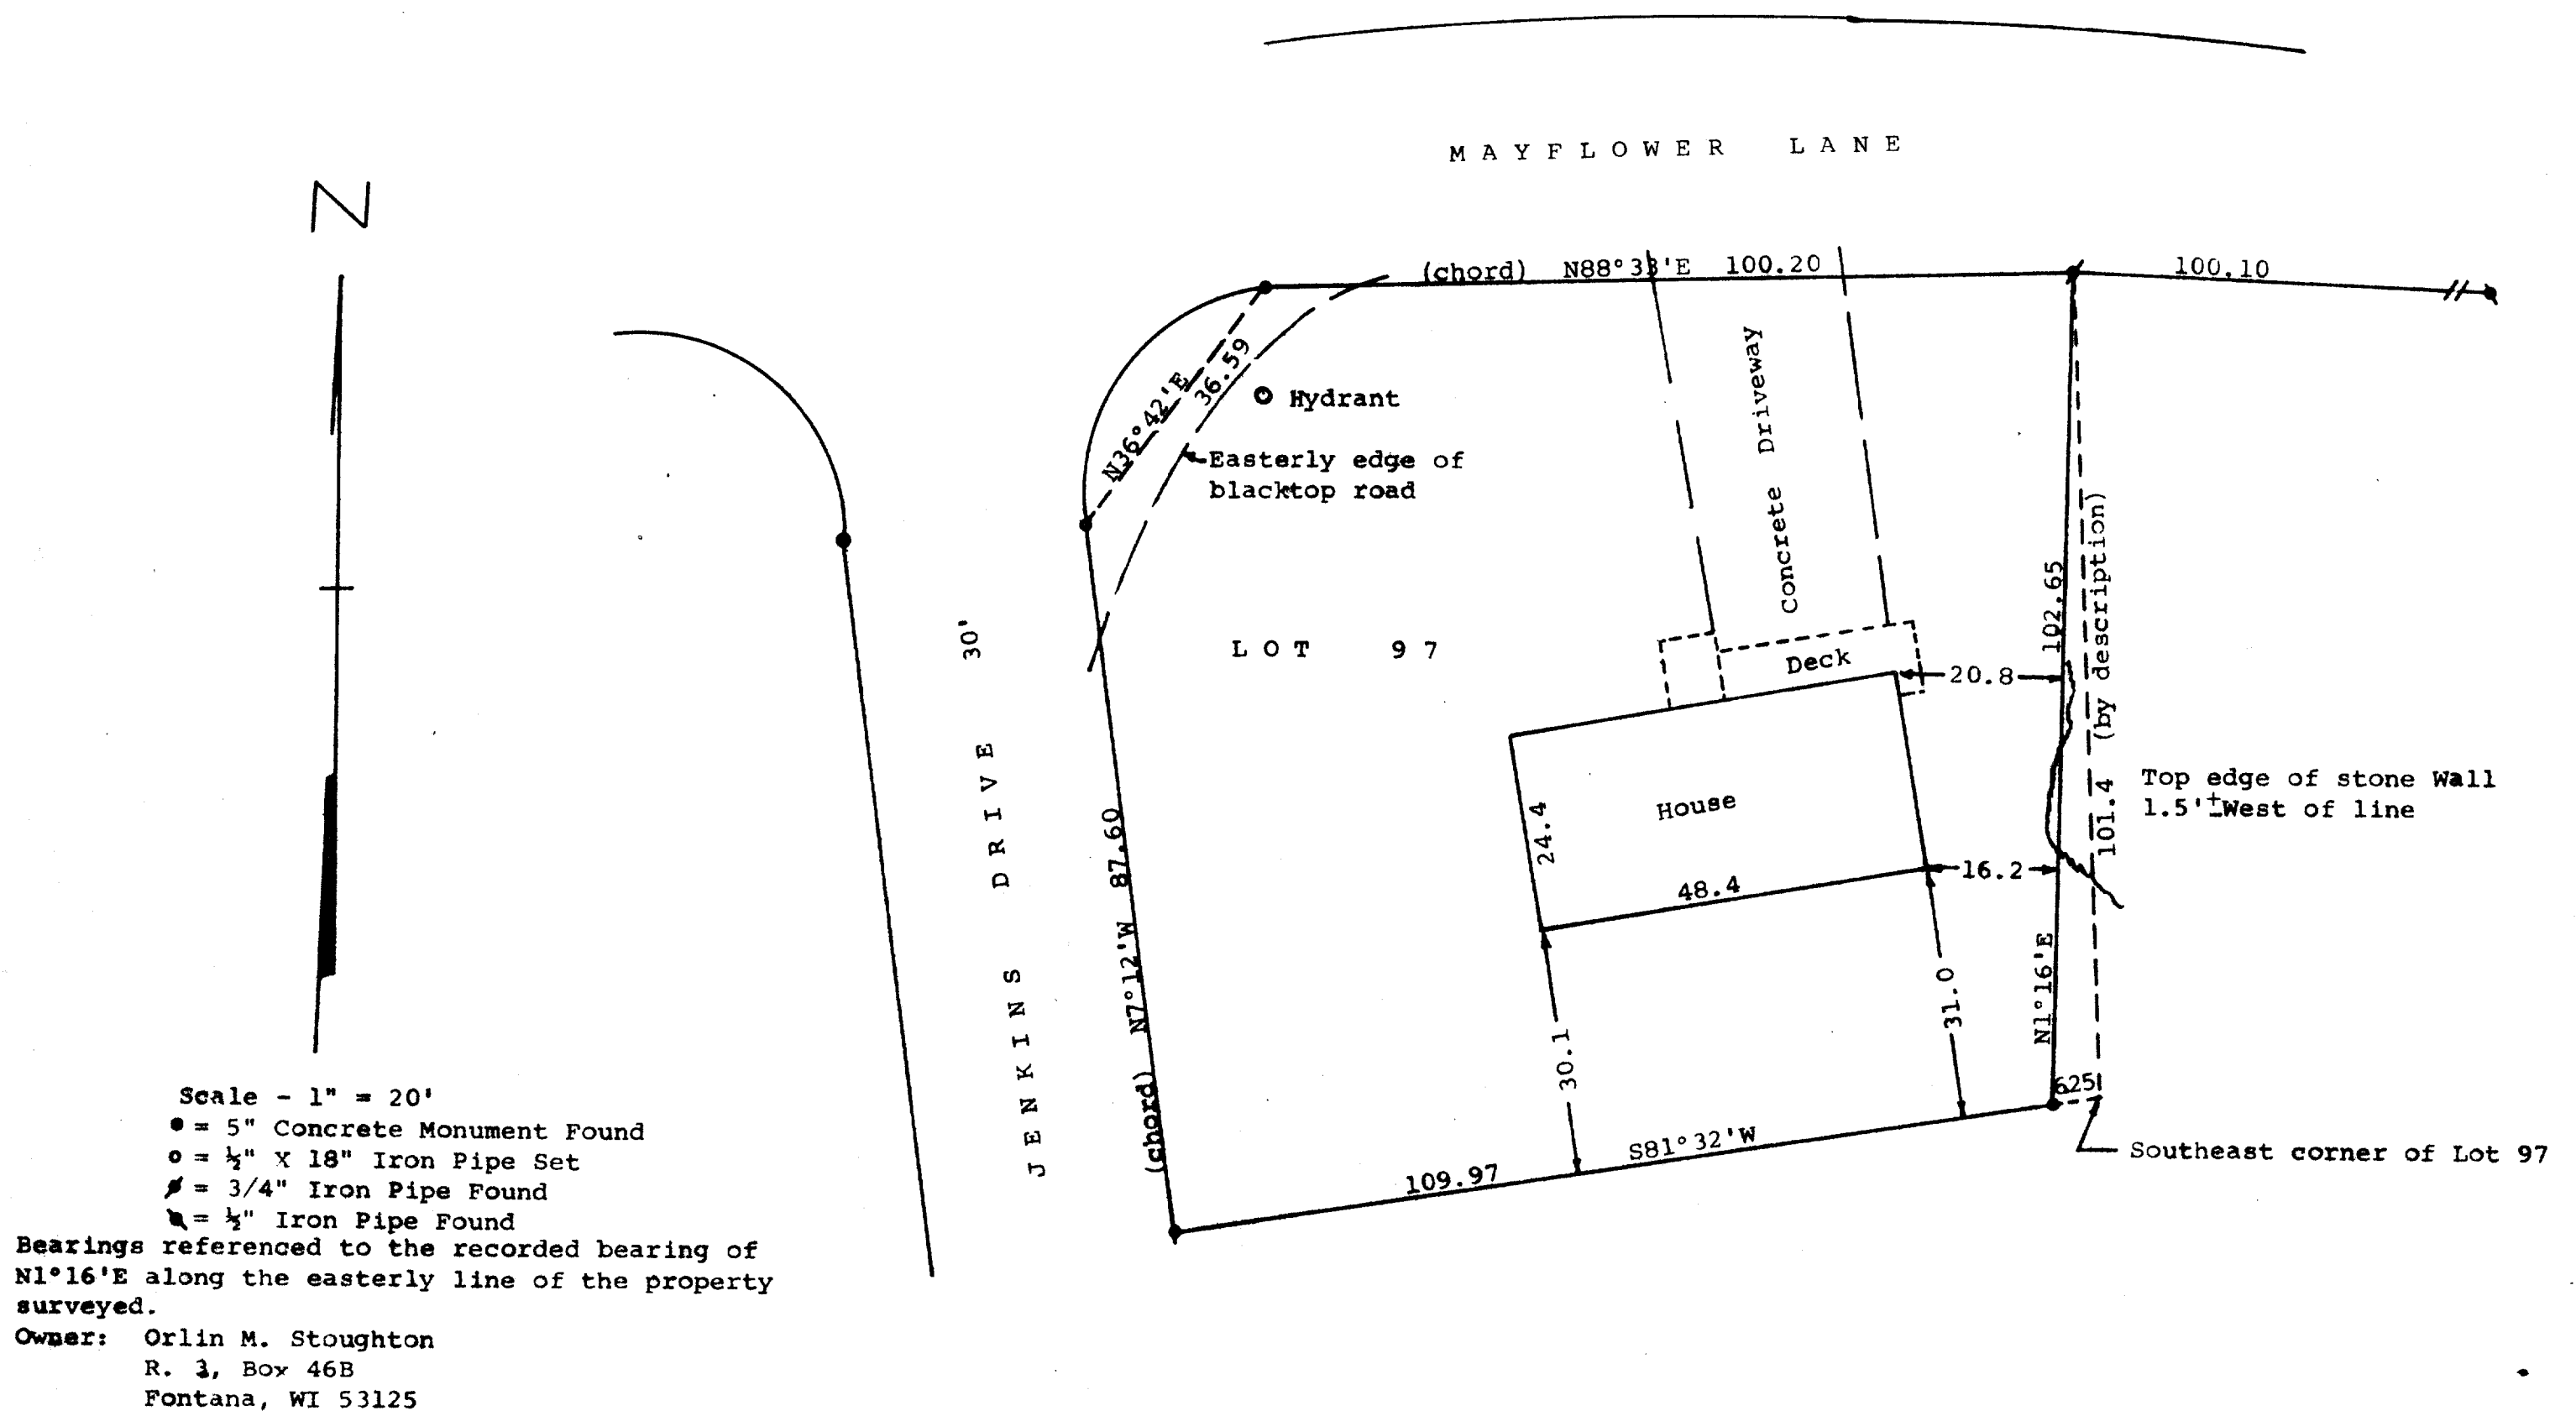 MAYFLOWER LANE
N
(chord) N88°33'E 100.20
100.10
N36°42'E
36.59
Hydrant
Easterly edge of
blacktop road
Concrete Driveway
30'
LOT 97
Deck
20.8
102.65
101.4 (by description)
Top edge of stone Wall
1.5'±West of line
House
24.4
48.4
16.2
JENKINS DRIVE
(chord) N7°12'W 87.60
N1°16'E
31.0
30.1
625
Southeast corner of Lot 97
S81°32'W
109.97
Scale - 1" = 20'
= 5" Concrete Monument Found
= ½" X 18" Iron Pipe Set
= 3/4" Iron Pipe Found
= ½" Iron Pipe Found
Bearings referenced to the recorded bearing of
N1°16'E along the easterly line of the property
surveyed.
Owner: Orlin M. Stoughton
R. 3, Box 46B
Fontana, WI 53125